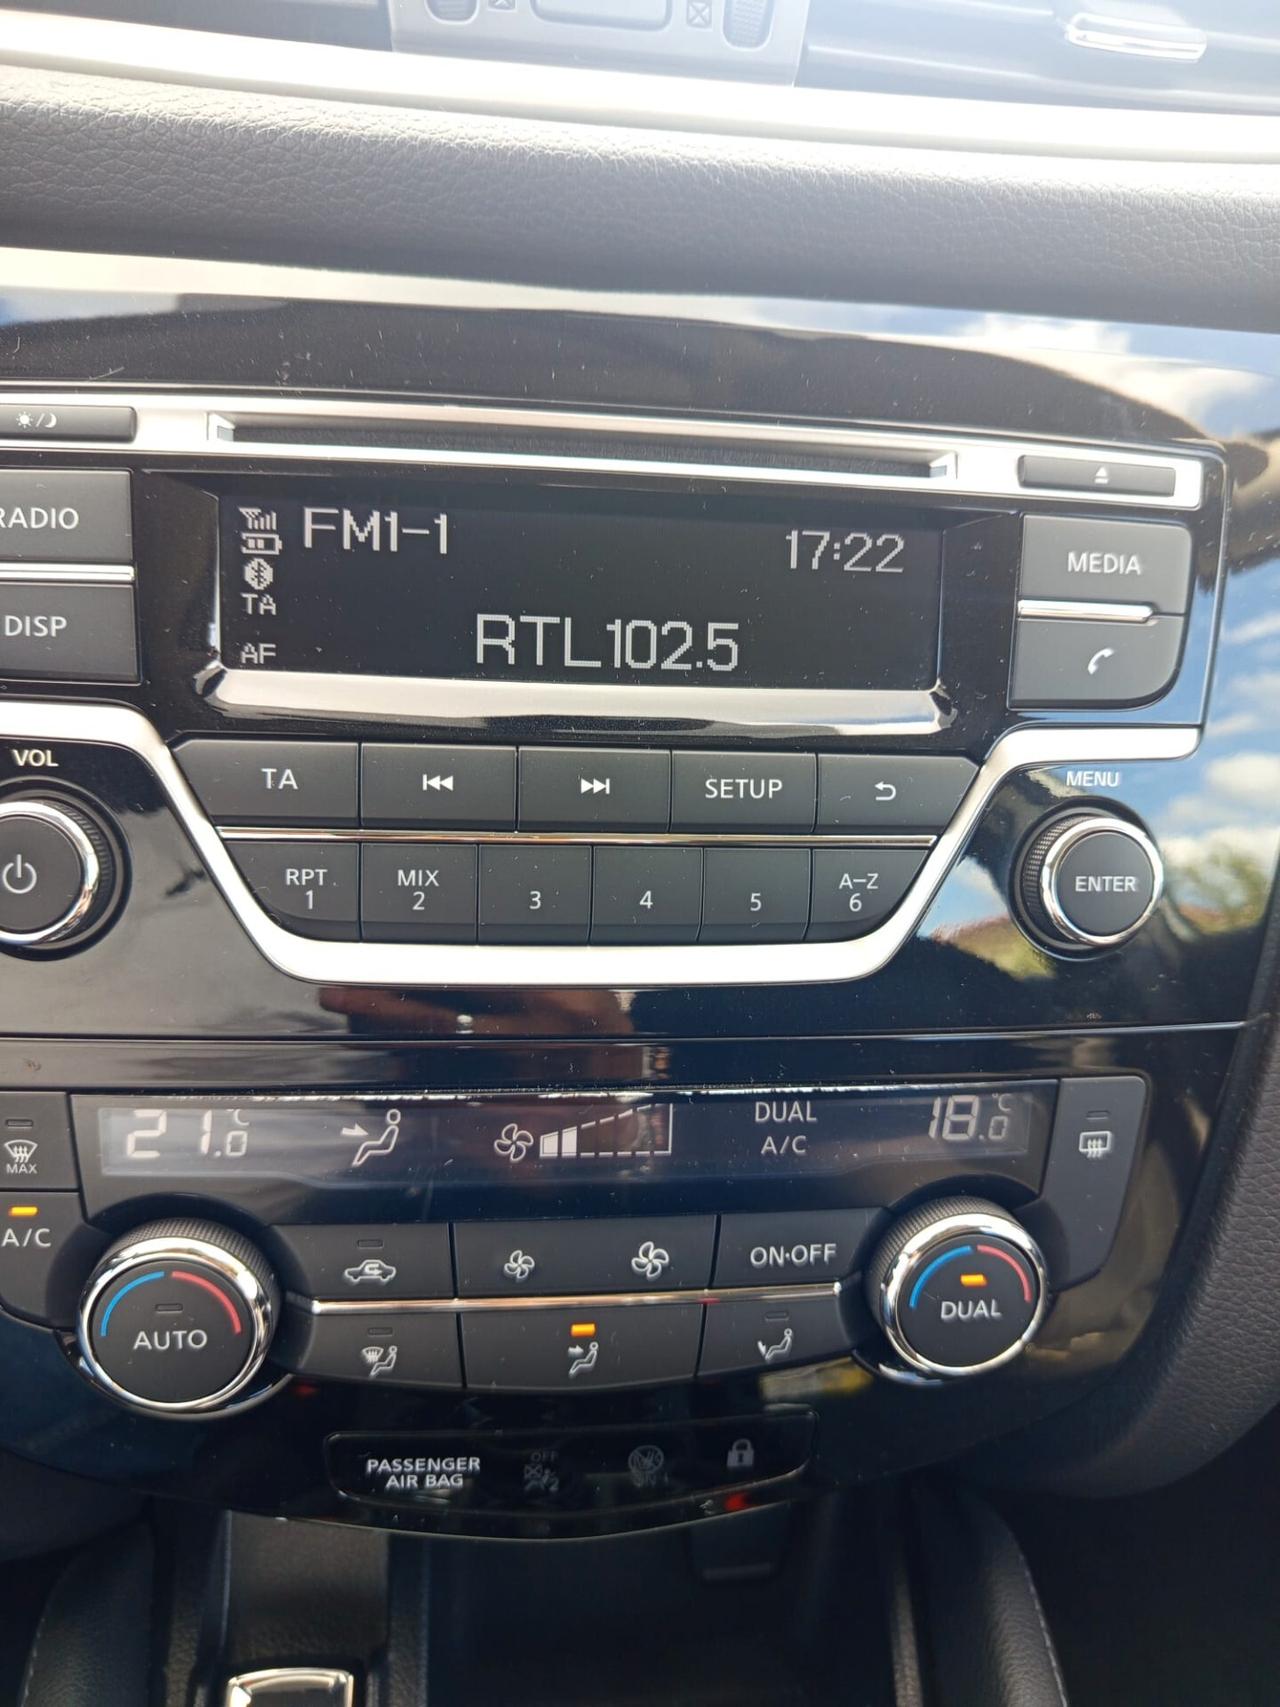 RADIO
DISP
FM1-1
17:22
TA
AF
RTL102.5
MEDIA
VOL
TA
SETUP
MENU
RPT
1
MIX
2
3
4
5
A-Z
6
ENTER
MAX
21.0°C
DUAL
A/C
18.0°C
A/C
AUTO
ON·OFF
DUAL
PASSENGER
AIR BAG
OFF